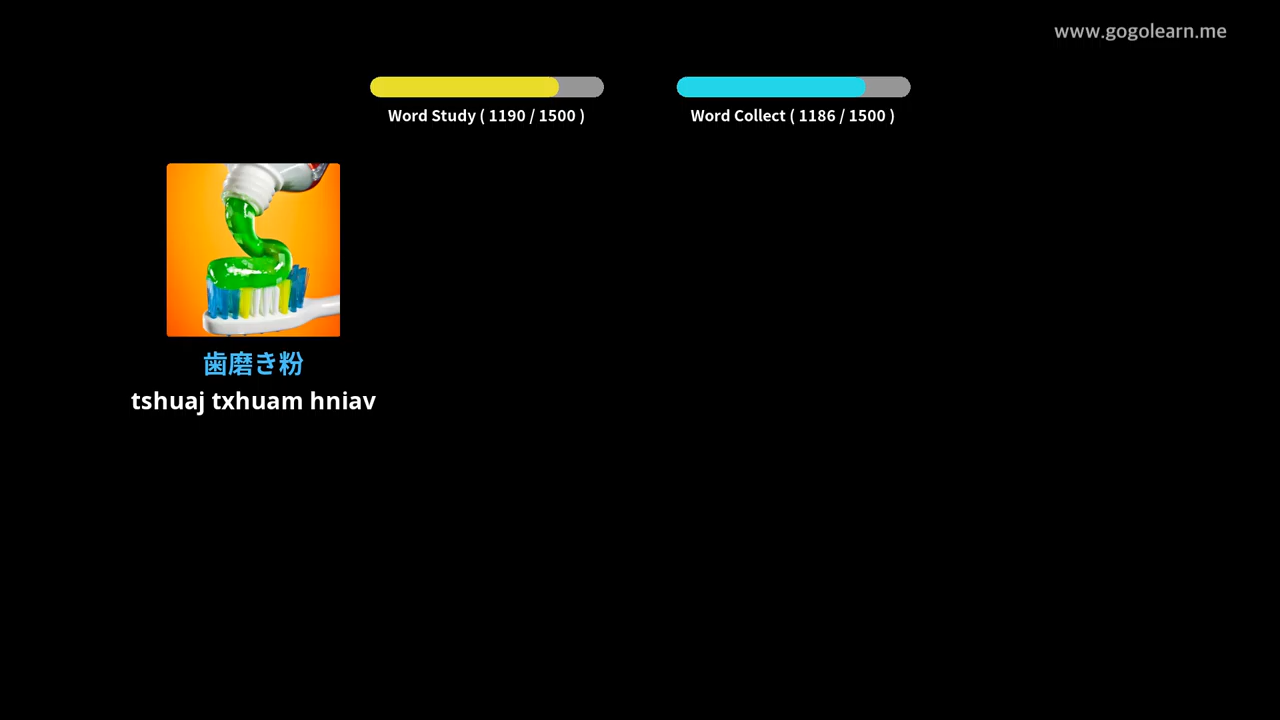 www.gogolearn.me
Word Study ( 1190 / 1500 )
Word Collect ( 1186 / 1500 )
歯磨き粉
tshuaj txhuam hniav